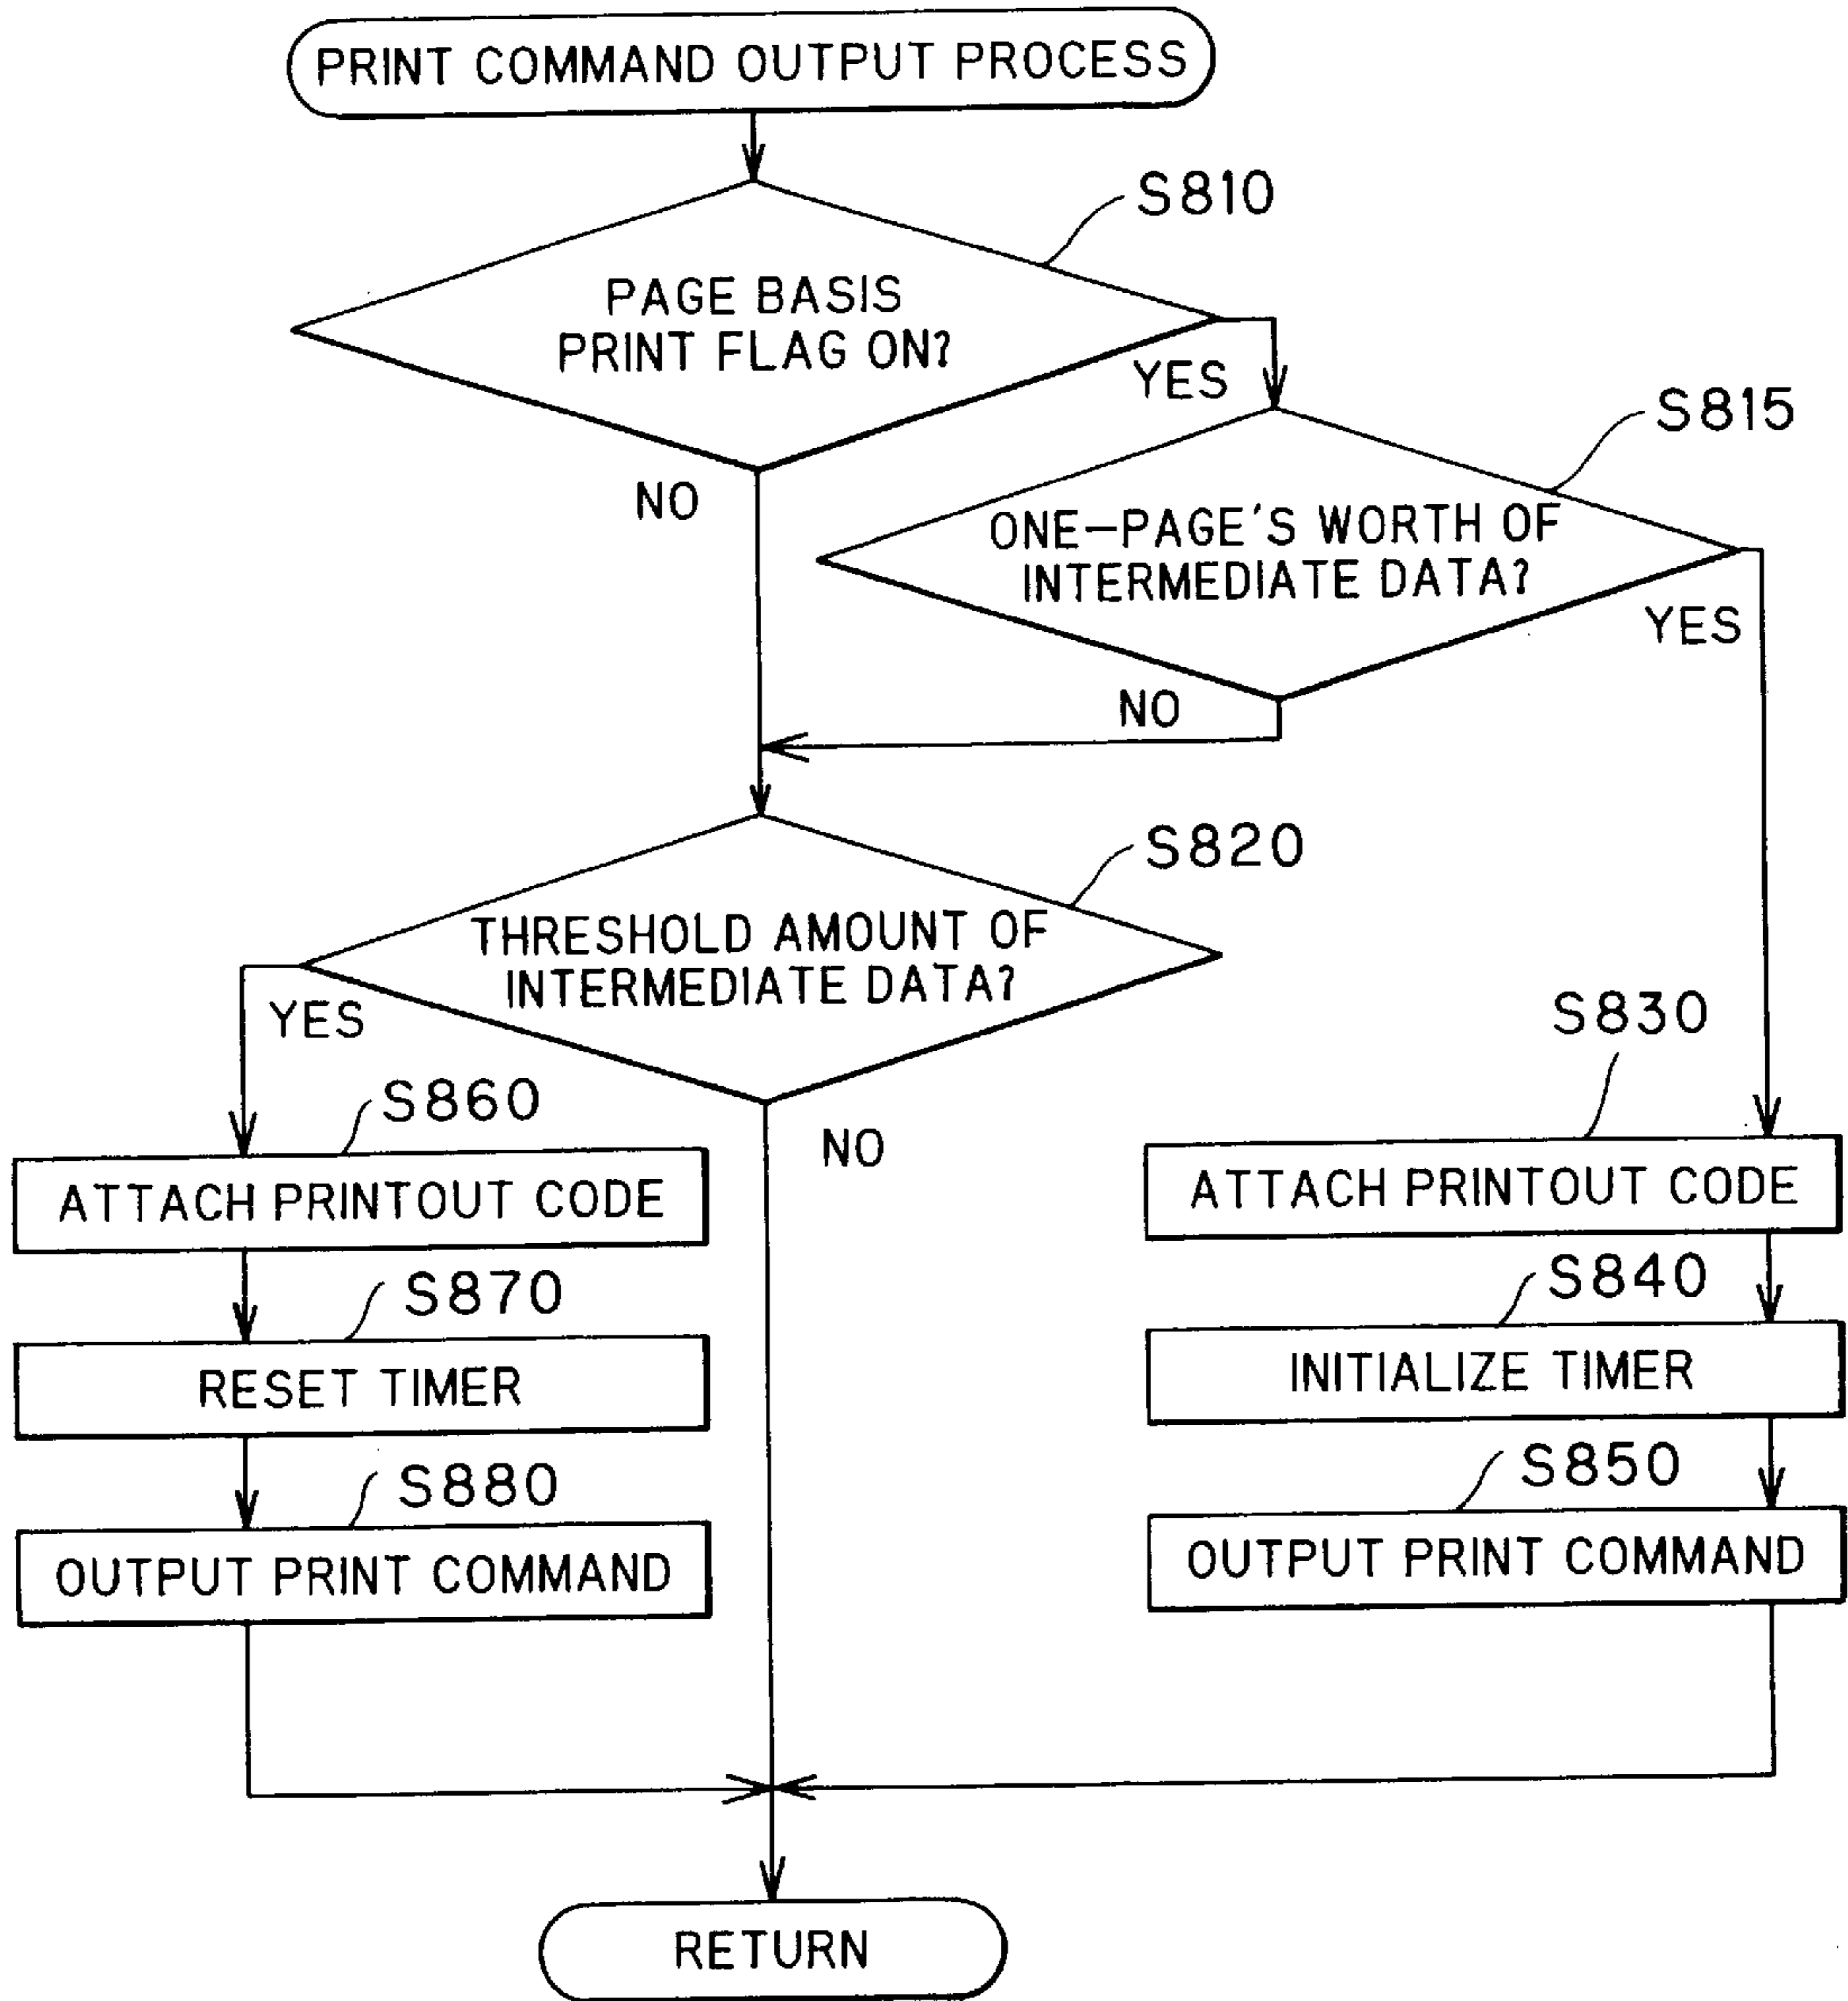 PRINT COMMAND OUTPUT PROCESS
S810
PAGE BASIS
PRINT FLAG ON?
YES
NO
S815
ONE-PAGE'S WORTH OF
INTERMEDIATE DATA?
YES
NO
S820
THRESHOLD AMOUNT OF
INTERMEDIATE DATA?
YES
NO
S860
ATTACH PRINTOUT CODE
S870
RESET TIMER
S880
OUTPUT PRINT COMMAND
S830
ATTACH PRINTOUT CODE
S840
INITIALIZE TIMER
S850
OUTPUT PRINT COMMAND
RETURN